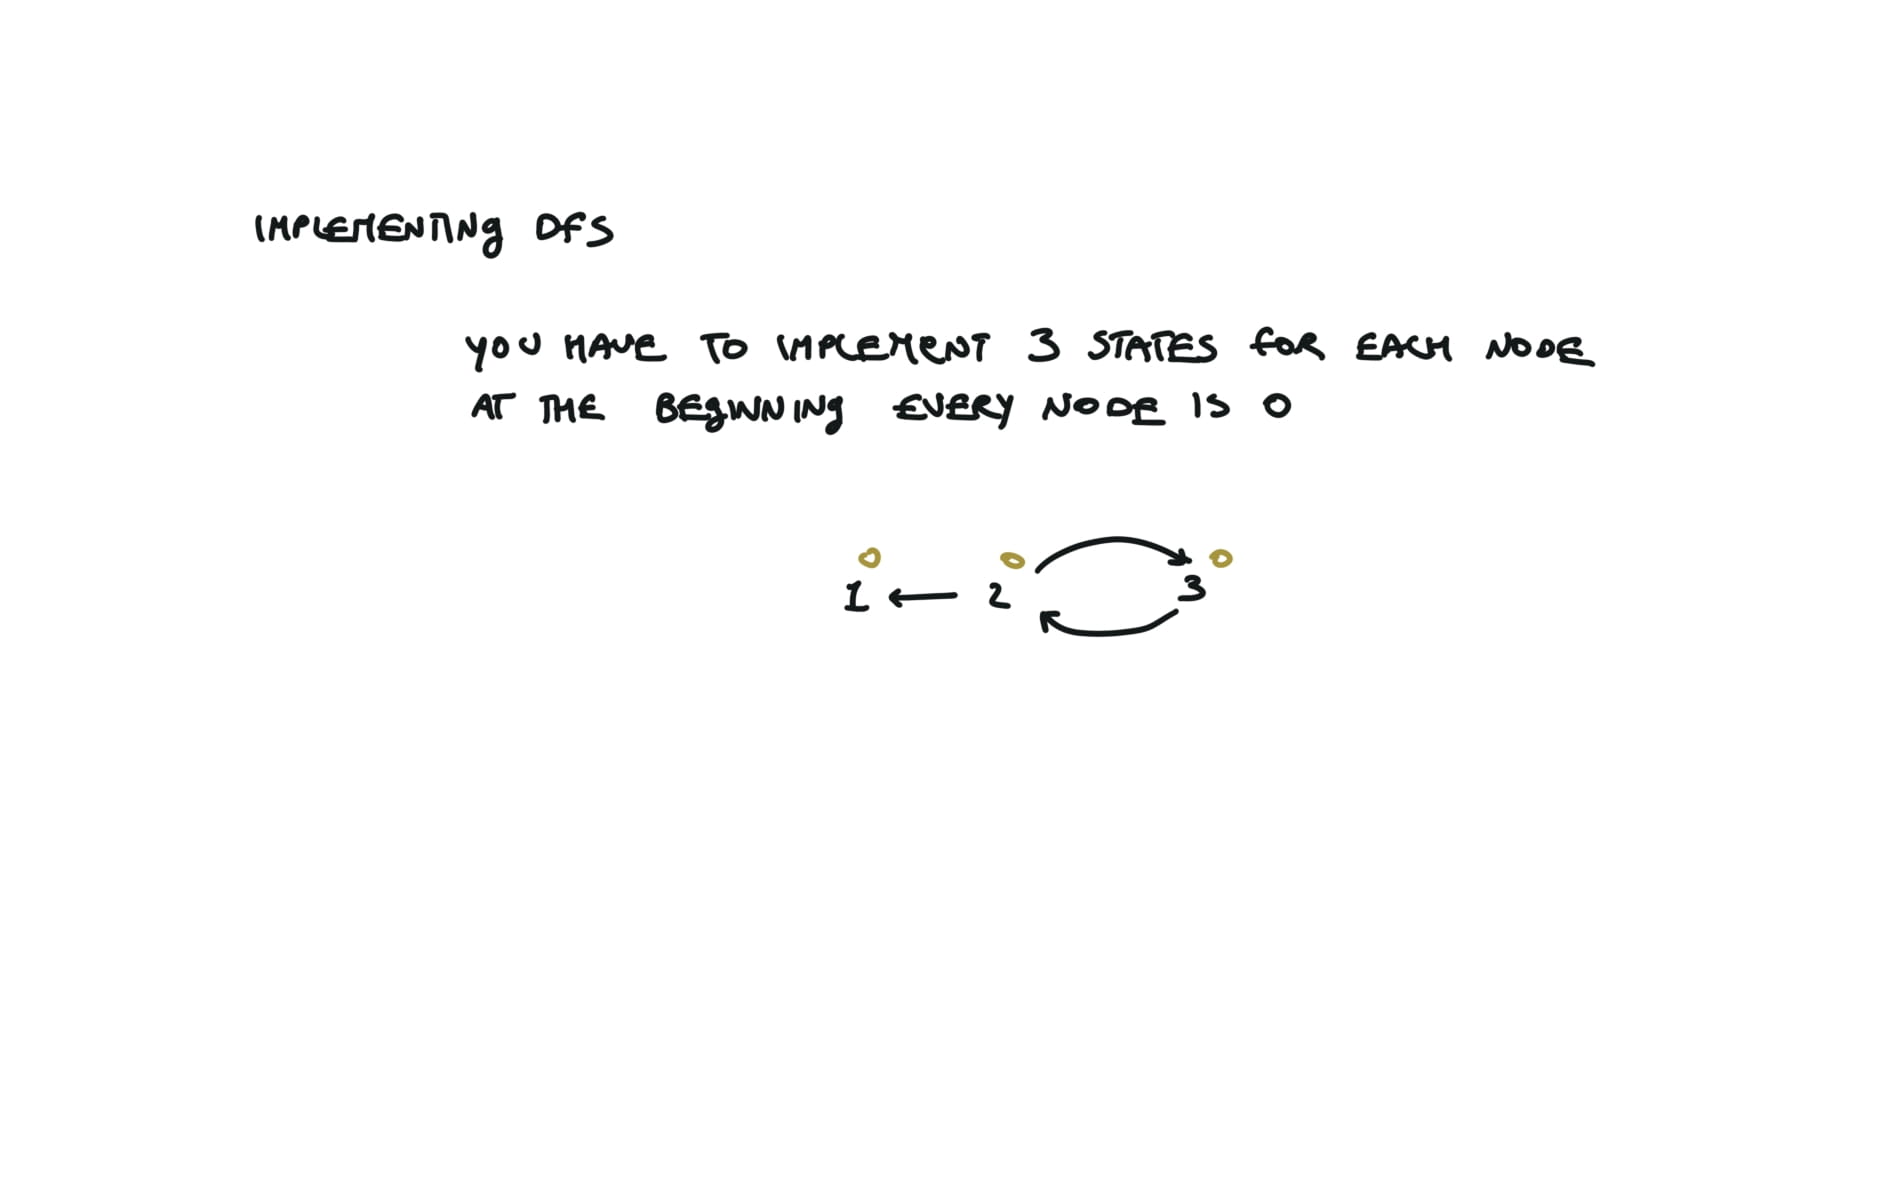 IMPLEMENTING DFS
YOU HAVE TO IMPLEMENT 3 STATES FOR EACH NODE
AT THE BEGINNING EVERY NODE IS 0
0 0 0
1 2 3